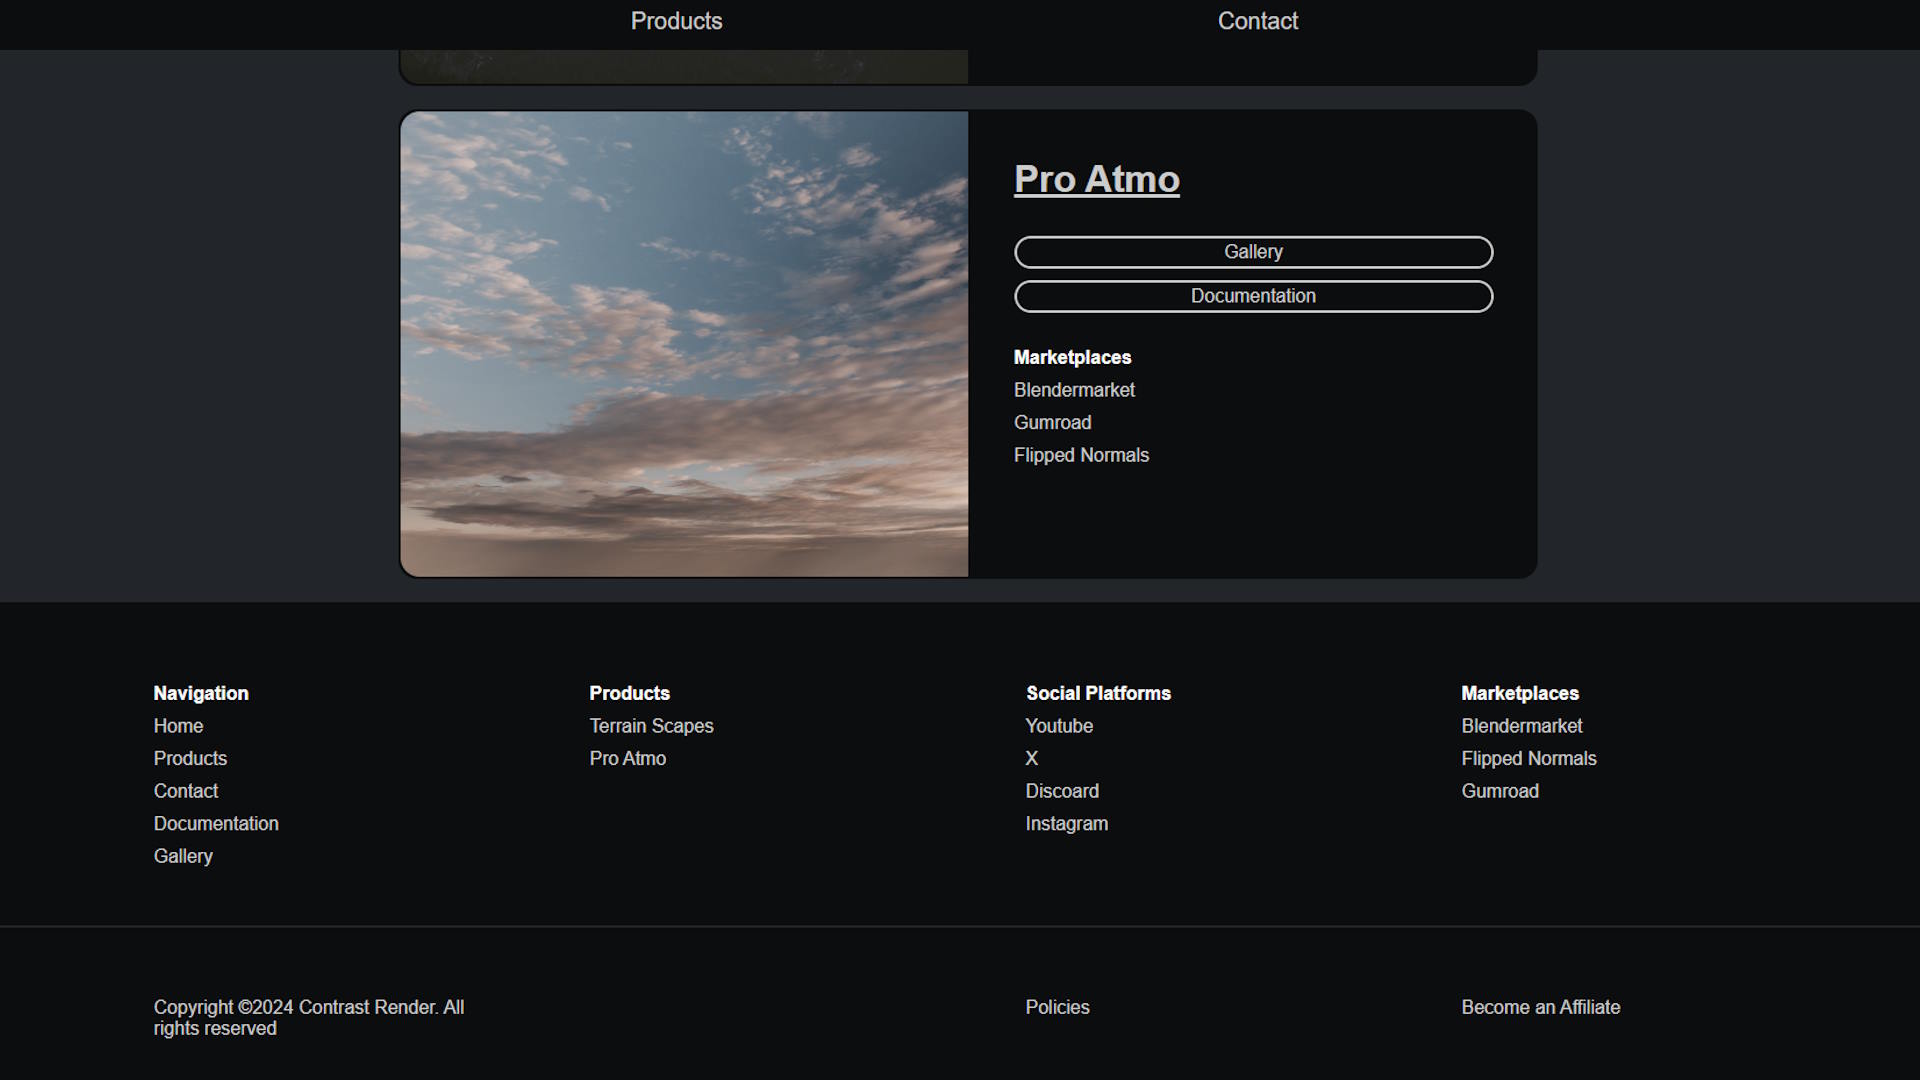 Products
Contact
Pro Atmo
Gallery
Documentation
Marketplaces
Blendermarket
Gumroad
Flipped Normals
Navigation
Home
Products
Contact
Documentation
Gallery
Products
Terrain Scapes
Pro Atmo
Social Platforms
Youtube
X
Discoard
Instagram
Marketplaces
Blendermarket
Flipped Normals
Gumroad
Copyright ©2024 Contrast Render. All
rights reserved
Policies
Become an Affiliate